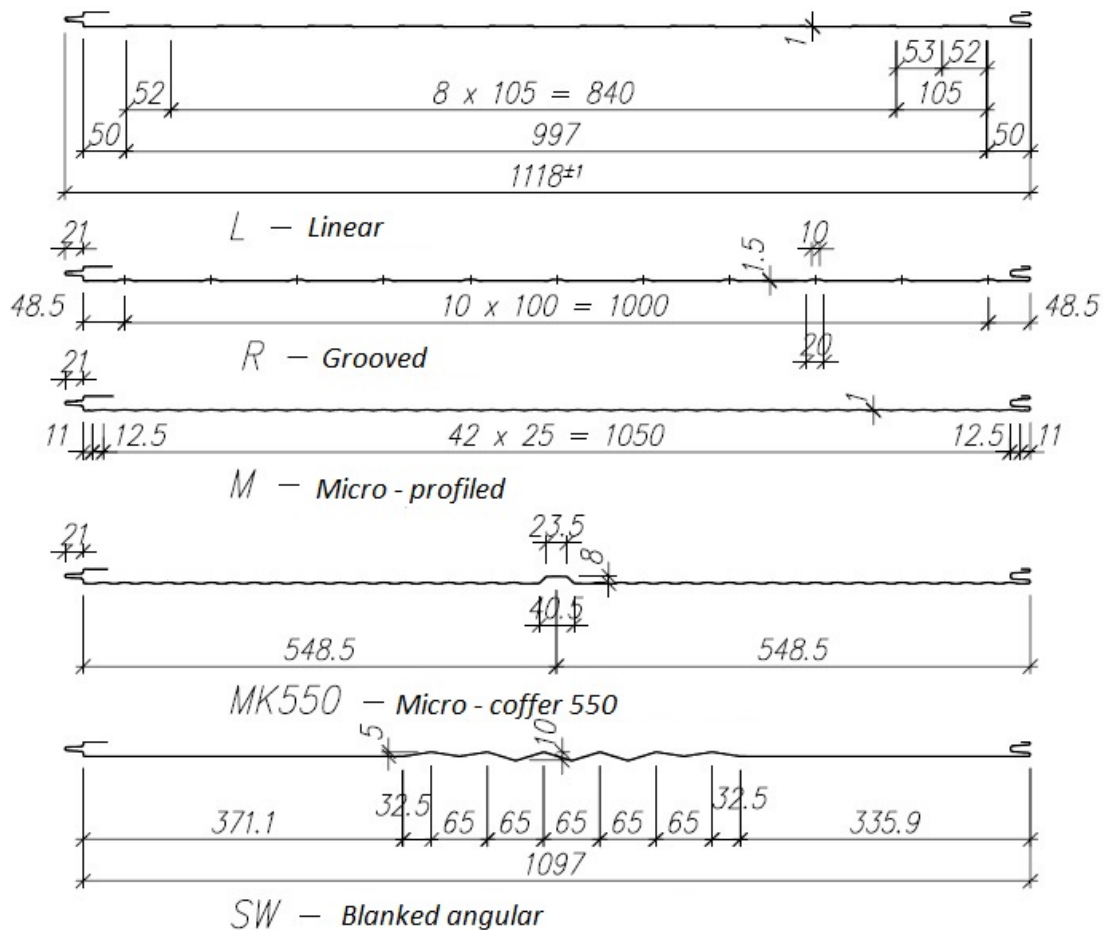 1
53 52
52 8 x 105 = 840 105
50 997 50
1118±1
L – Linear
21 10
1.5
48.5 10 x 100 = 1000 48.5
20
R – Grooved
21
1
11 12.5 42 x 25 = 1050 12.5 11
M – Micro - profiled
21 23.5
8
40.5
548.5 548.5
MK550 – Micro - coffer 550
5 10
32.5 32.5
371.1 65 65 65 65 65 335.9
1097
SW – Blanked angular